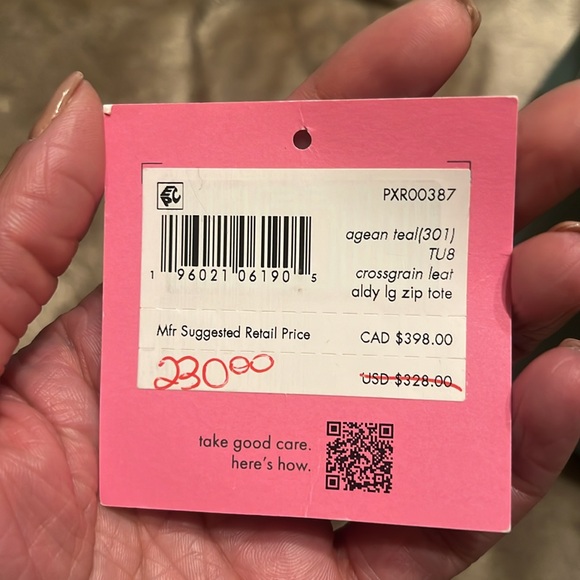 PXR00387
agean teal(301)
TU8
crossgrain leat
aldy lg zip tote
1 96021 06190 5
Mfr Suggested Retail Price CAD $398.00
230⁰⁰ USD $328.00
take good care.
here's how.